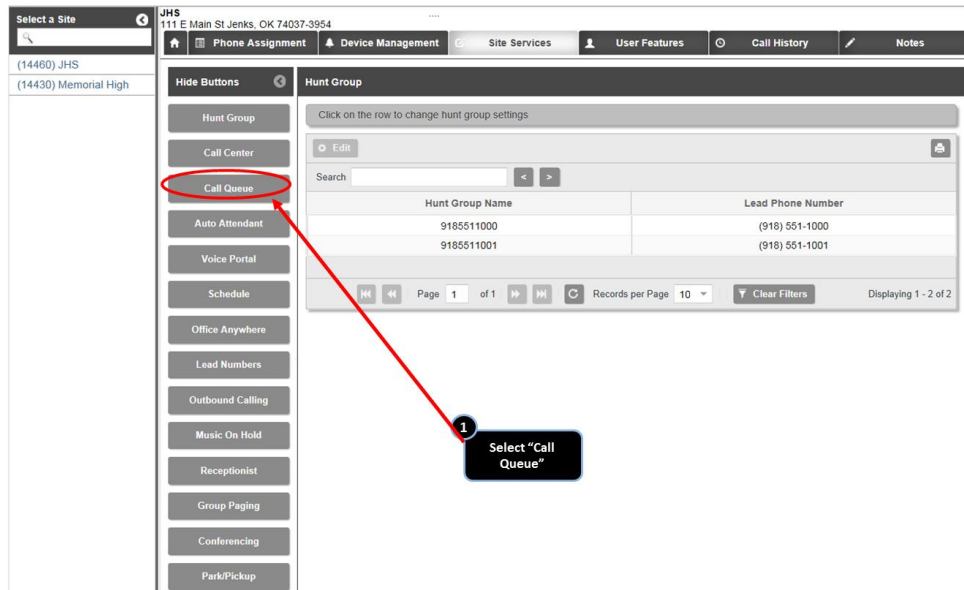 Select a Site
(14460) JHS
(14430) Memorial High
JHS
111 E Main St Jenks, OK 74037-3954
....
Phone Assignment
Device Management
Site Services
User Features
Call History
Notes
Hide Buttons
Hunt Group
Call Center
Call Queue
Auto Attendant
Voice Portal
Schedule
Office Anywhere
Lead Numbers
Outbound Calling
Music On Hold
Receptionist
Group Paging
Conferencing
Park/Pickup
Hunt Group
Click on the row to change hunt group settings
Edit
Search < >
Hunt Group Name Lead Phone Number
9185511000 (918) 551-1000
9185511001 (918) 551-1001
Page 1 of 1 Records per Page 10 Clear Filters Displaying 1 - 2 of 2
1
Select “Call
Queue”